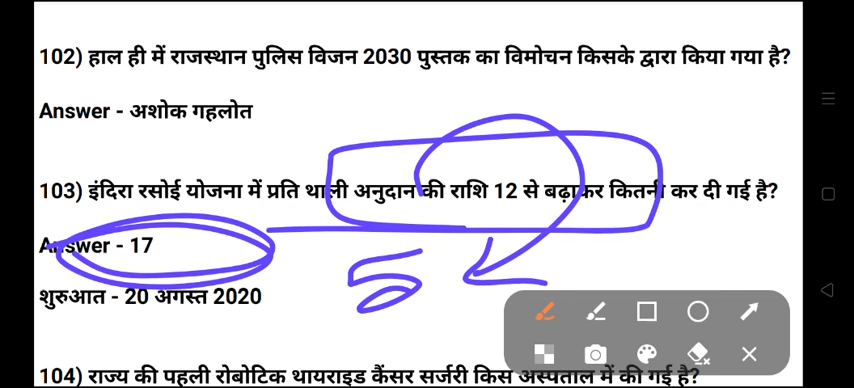 102) हाल ही में राजस्थान पुलिस विजन 2030 पुस्तक का विमोचन किसके द्वारा किया गया है?
Answer - अशोक गहलोत
103) इंदिरा रसोई योजना में प्रति थाली अनुदान की राशि 12 से बढ़ाकर कितनी कर दी गई है?
Answer - 17
5
शुरुआत - 20 अगस्त 2020
104) राज्य की पहली रोबोटिक थायराइड कैंसर सर्जरी किस अस्पताल में की गई है?